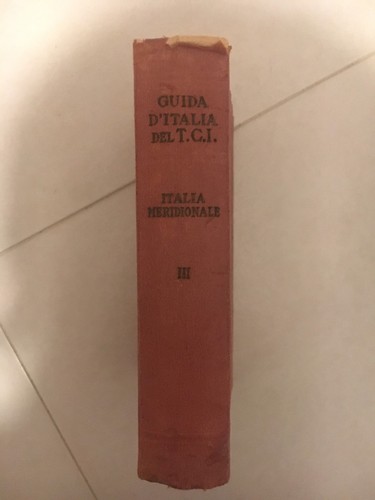 GUIDA
D'ITALIA
DEL T.C.I.
ITALIA
MERIDIONALE
III